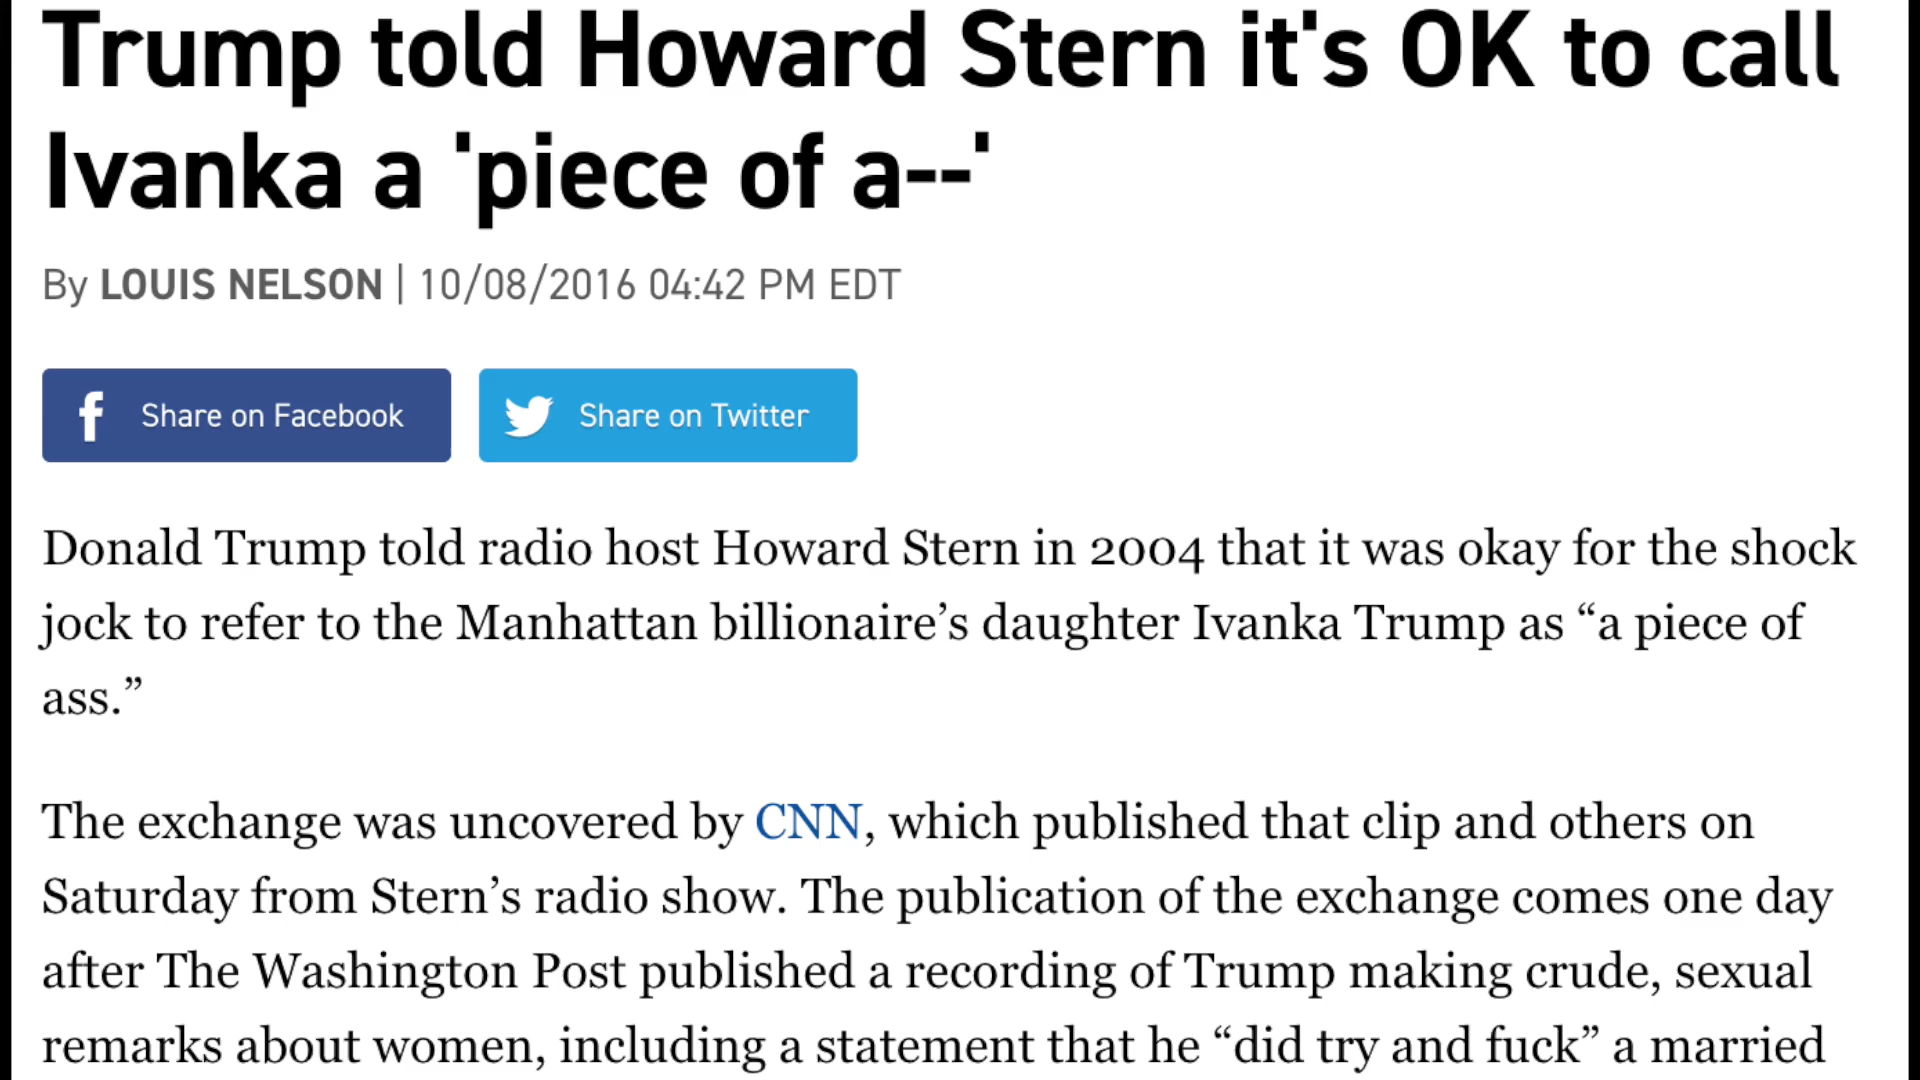 Trump told Howard Stern it's OK to call
Ivanka a 'piece of a--'
By LOUIS NELSON | 10/08/2016 04:42 PM EDT
Share on Facebook
Share on Twitter
Donald Trump told radio host Howard Stern in 2004 that it was okay for the shock
jock to refer to the Manhattan billionaire’s daughter Ivanka Trump as “a piece of
ass.”
The exchange was uncovered by CNN, which published that clip and others on
Saturday from Stern’s radio show. The publication of the exchange comes one day
after The Washington Post published a recording of Trump making crude, sexual
remarks about women, including a statement that he “did try and fuck” a married